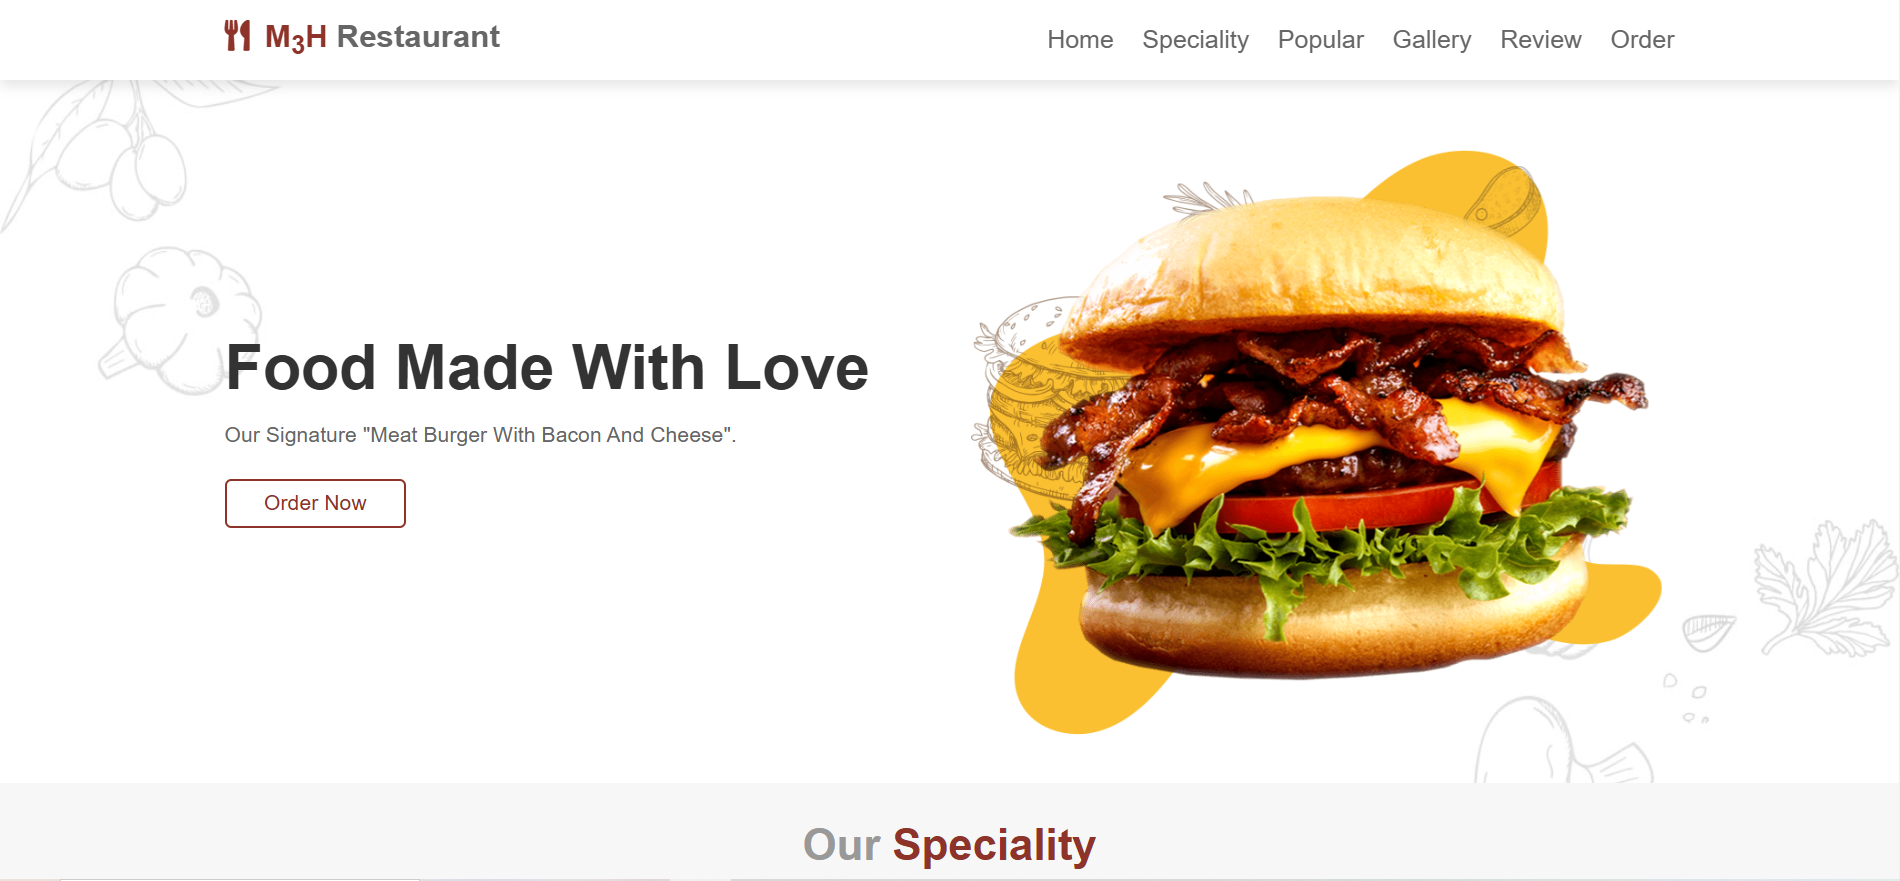 M₃H Restaurant
Home Speciality Popular Gallery Review Order
Food Made With Love
Our Signature "Meat Burger With Bacon And Cheese".
Order Now
Our Speciality